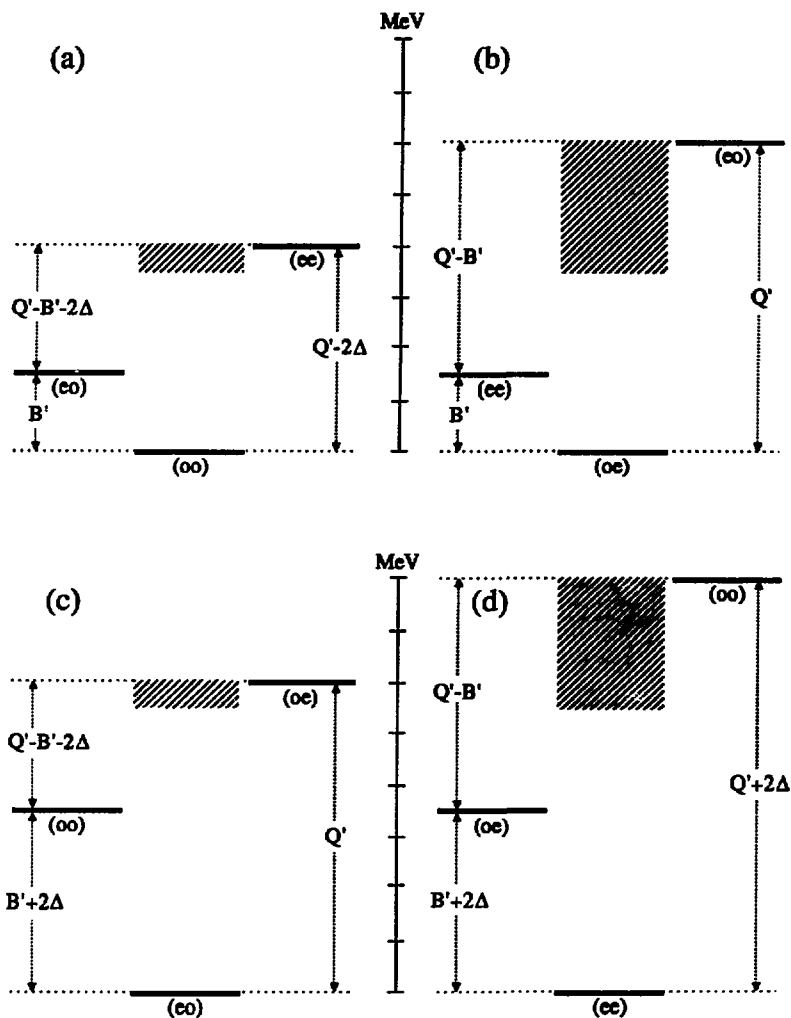 MeV
(a)
(b)
(eo)
(ee)
Q'-B'
Q'-B'-2Δ
Q'-2Δ
Q'
(eo)
(ee)
B'
B'
(oo)
(oe)
MeV
(c)
(d)
(oo)
(oe)
Q'-B'
Q'-B'-2Δ
Q'+2Δ
(oo)
(oe)
Q'
B'+2Δ
B'+2Δ
(eo)
(ee)